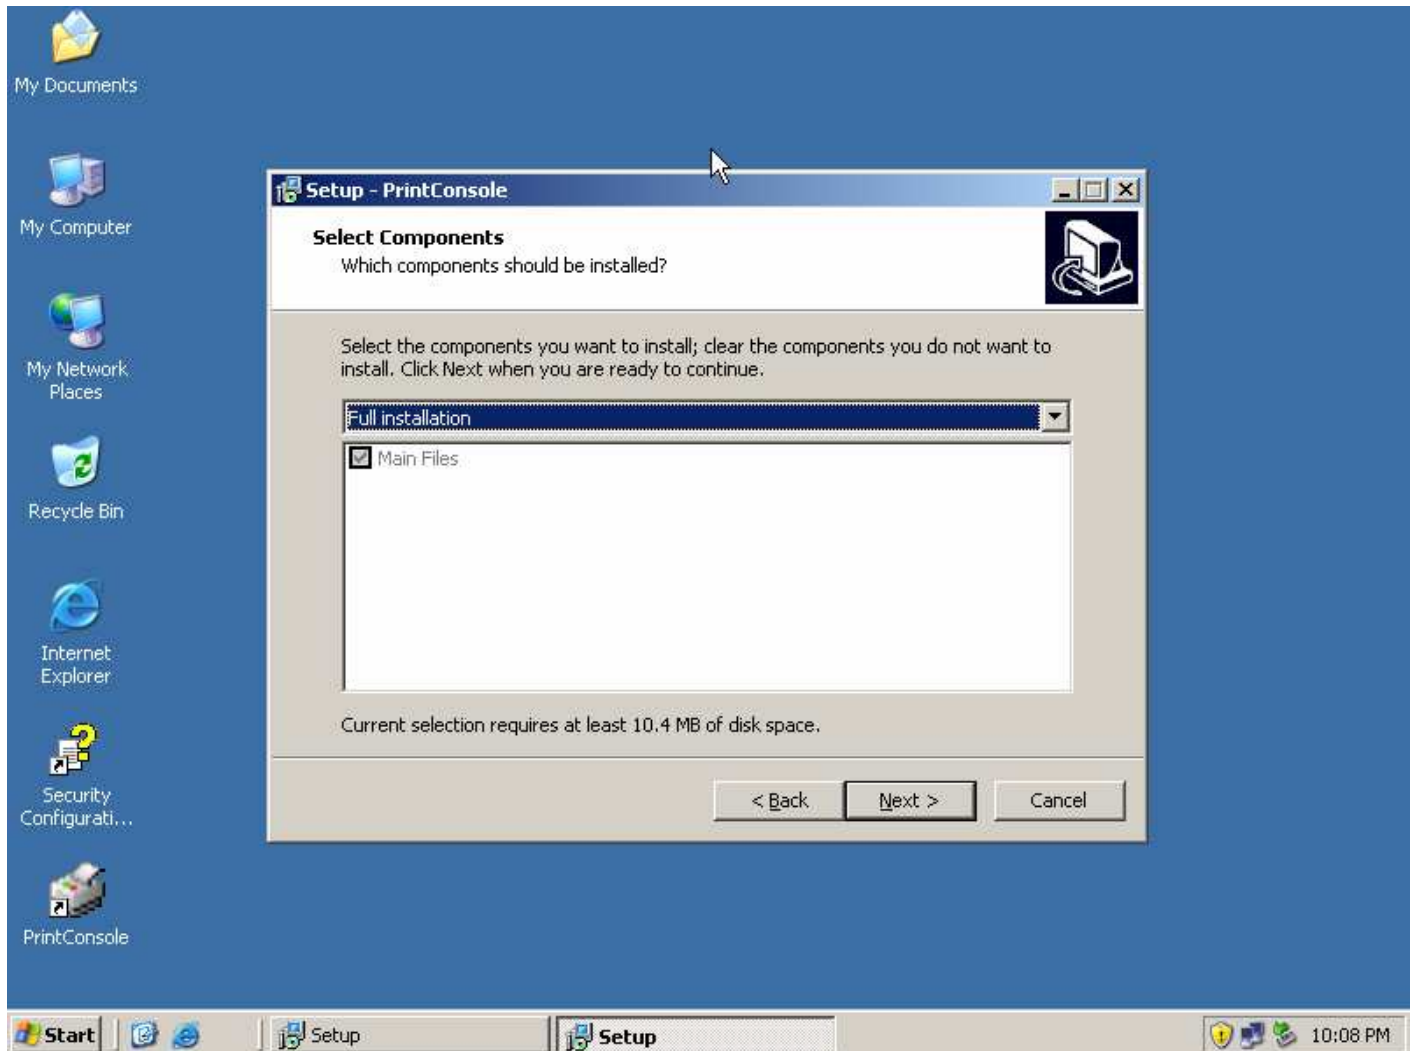 My Documents
My Computer
My Network
Places
Recycle Bin
Internet
Explorer
Security
Configurati...
PrintConsole
Setup - PrintConsole
Select Components
Which components should be installed?
Select the components you want to install; clear the components you do not want to
install. Click Next when you are ready to continue.
Full installation
Main Files
Current selection requires at least 10.4 MB of disk space.
< Back
Next >
Cancel
Start
Setup
Setup
10:08 PM